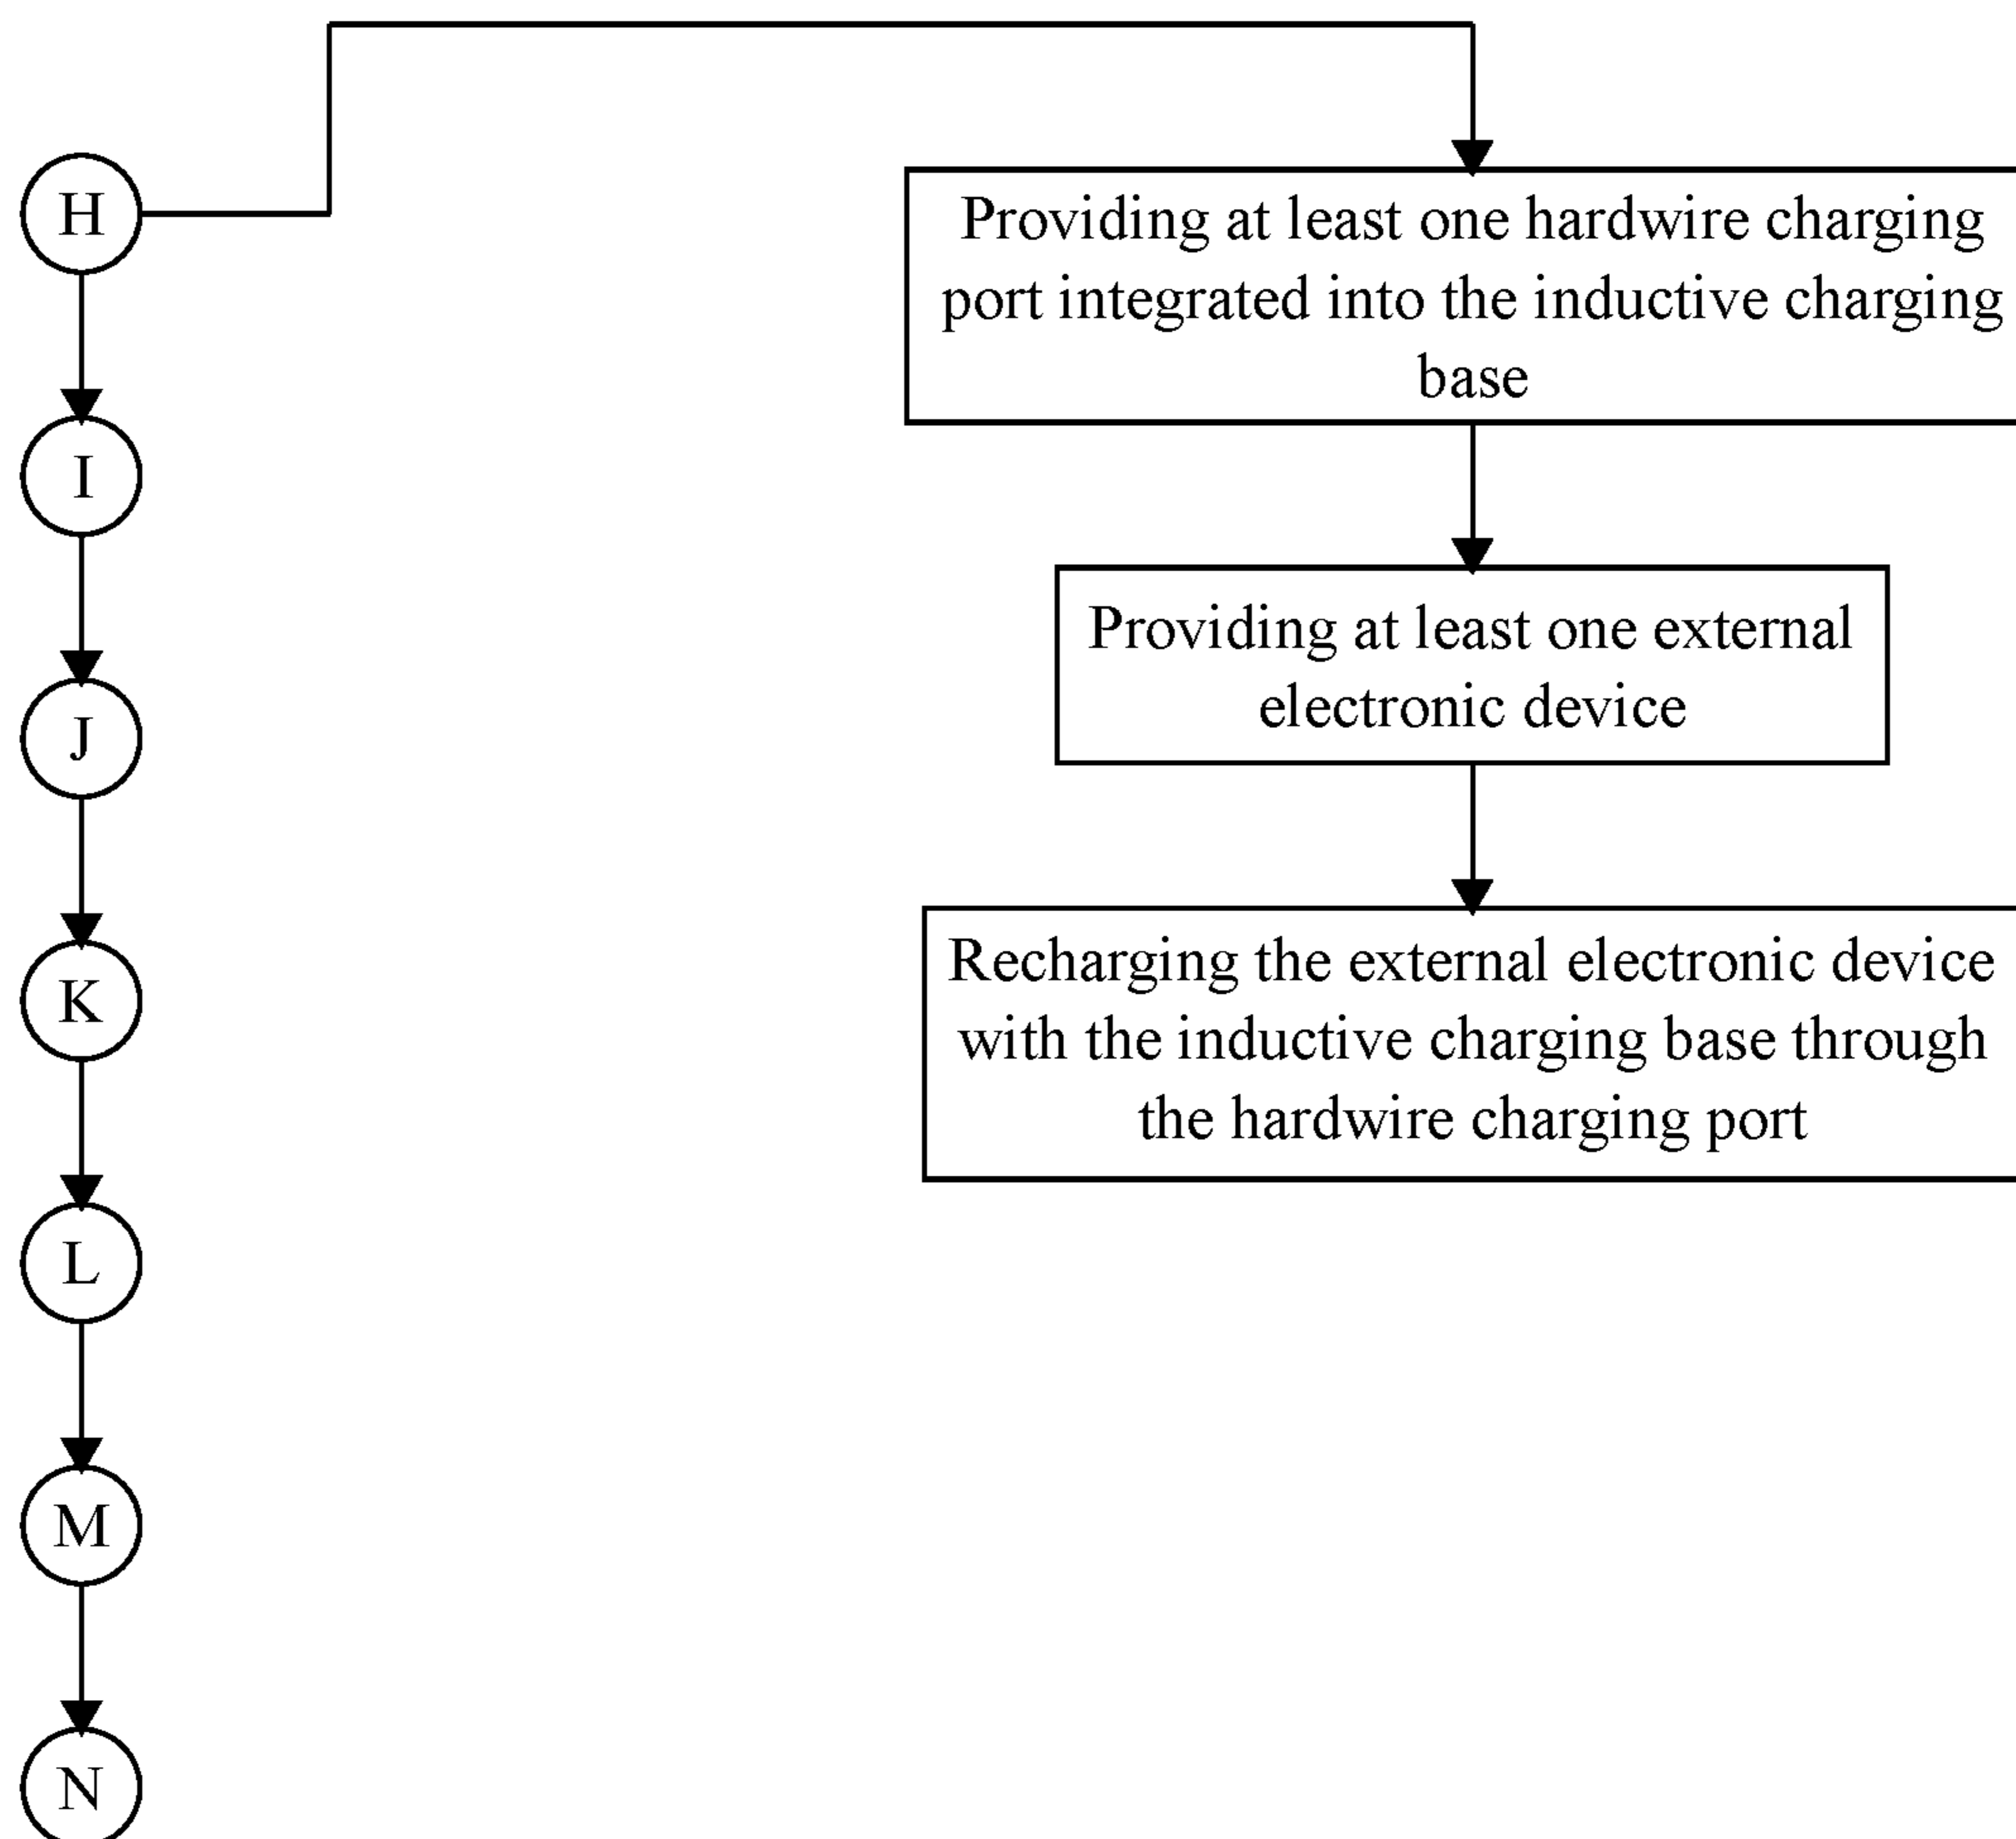 H
Providing at least one hardwire charging
port integrated into the inductive charging
base
I
Providing at least one external
electronic device
J
Recharging the external electronic device
with the inductive charging base through
the hardwire charging port
K
L
M
N